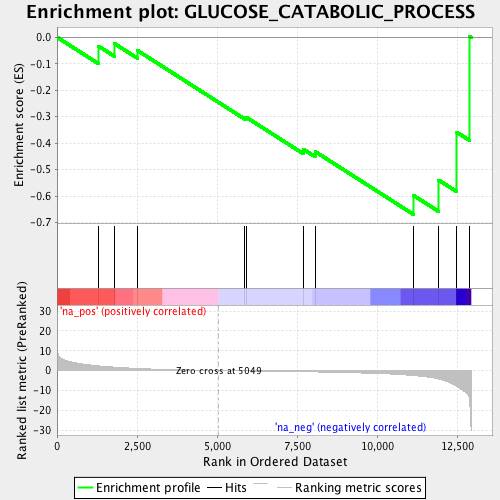 Enrichment plot: GLUCOSE_CATABOLIC_PROCESS
Enrichment score (ES)
0.0
-0.1
-0.2
-0.3
-0.4
-0.5
-0.6
-0.7
'na_pos' (positively correlated)
Ranked list metric (PreRanked)
30
20
10
0
-10
-20
-30
Zero cross at 5049
'na_neg' (negatively correlated)
0 2,500 5,000 7,500 10,000 12,500
Rank in Ordered Dataset
Enrichment profile Hits Ranking metric scores